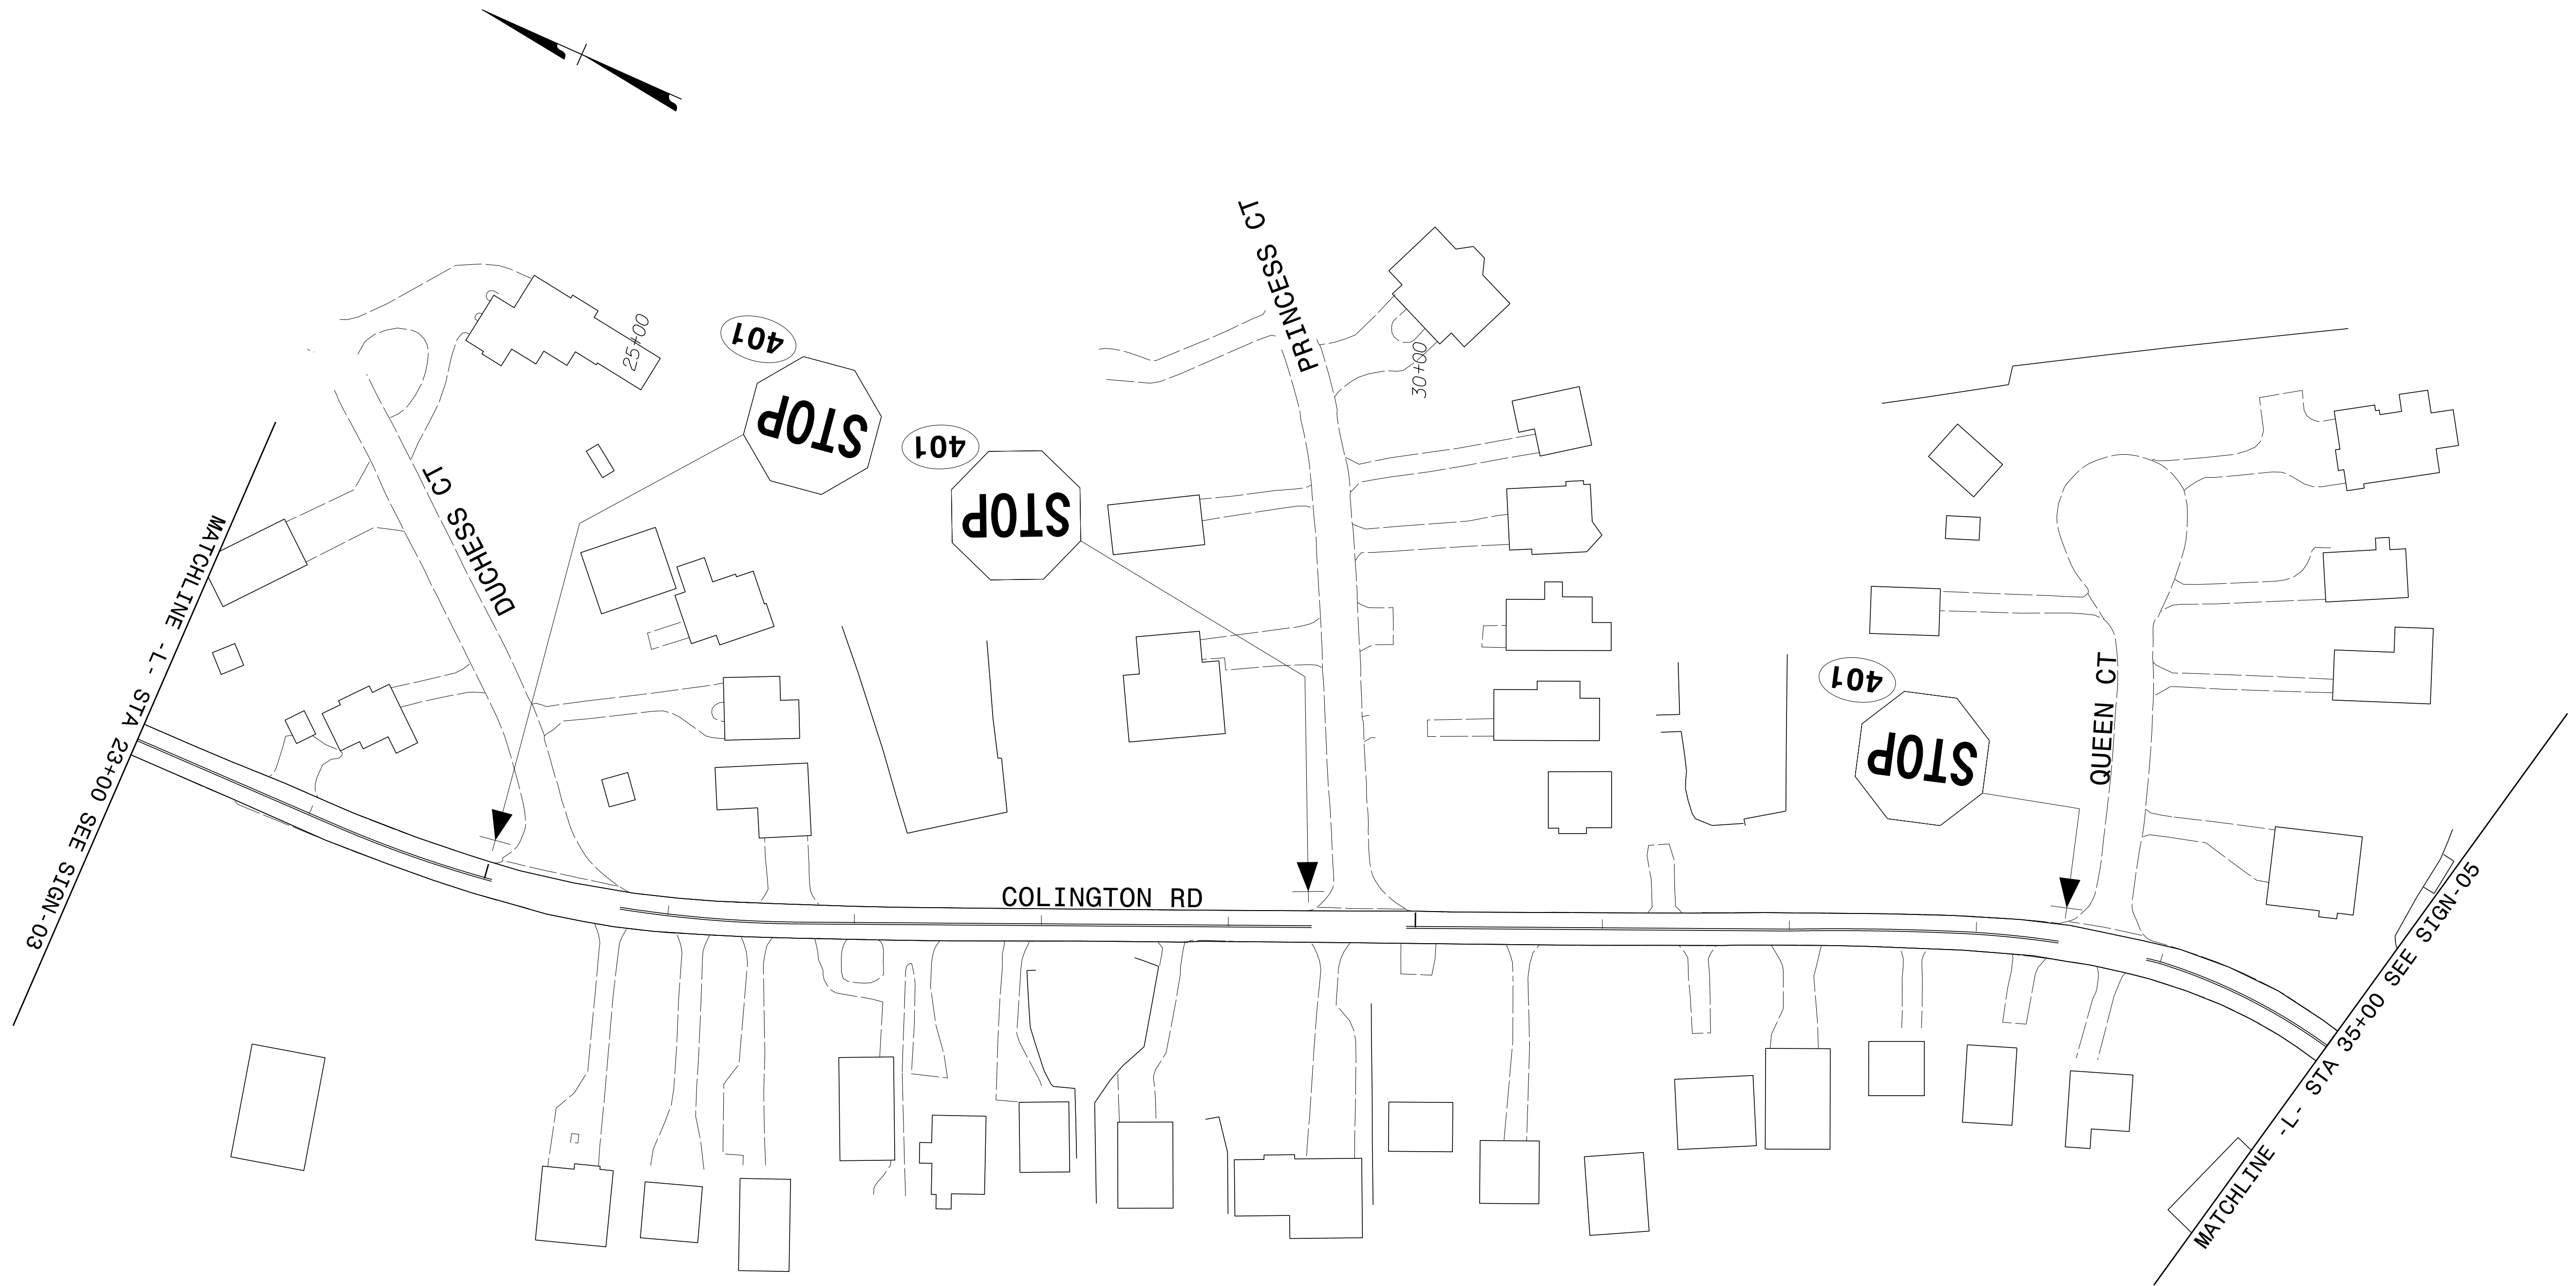 PRINCESS CT
25+00
401
STOP
30+00
401
STOP
DUCHESS CT
MATCHLINE -L- STA 23+00 SEE SIGN-03
401
STOP
QUEEN CT
COLINGTON RD
MATCHLINE -L- STA 35+00 SEE SIGN-05